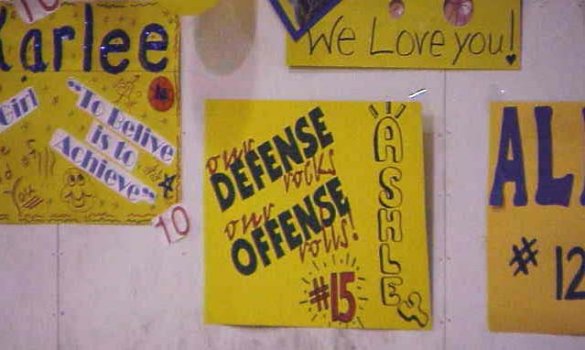 10
Karlee
We Love you!
Girl
"To Belive
is to
Achieve"
10
our
DEFENSE
rocks
our
OFFENSE
rolls!
#15
ASHLEY
AL
# 12